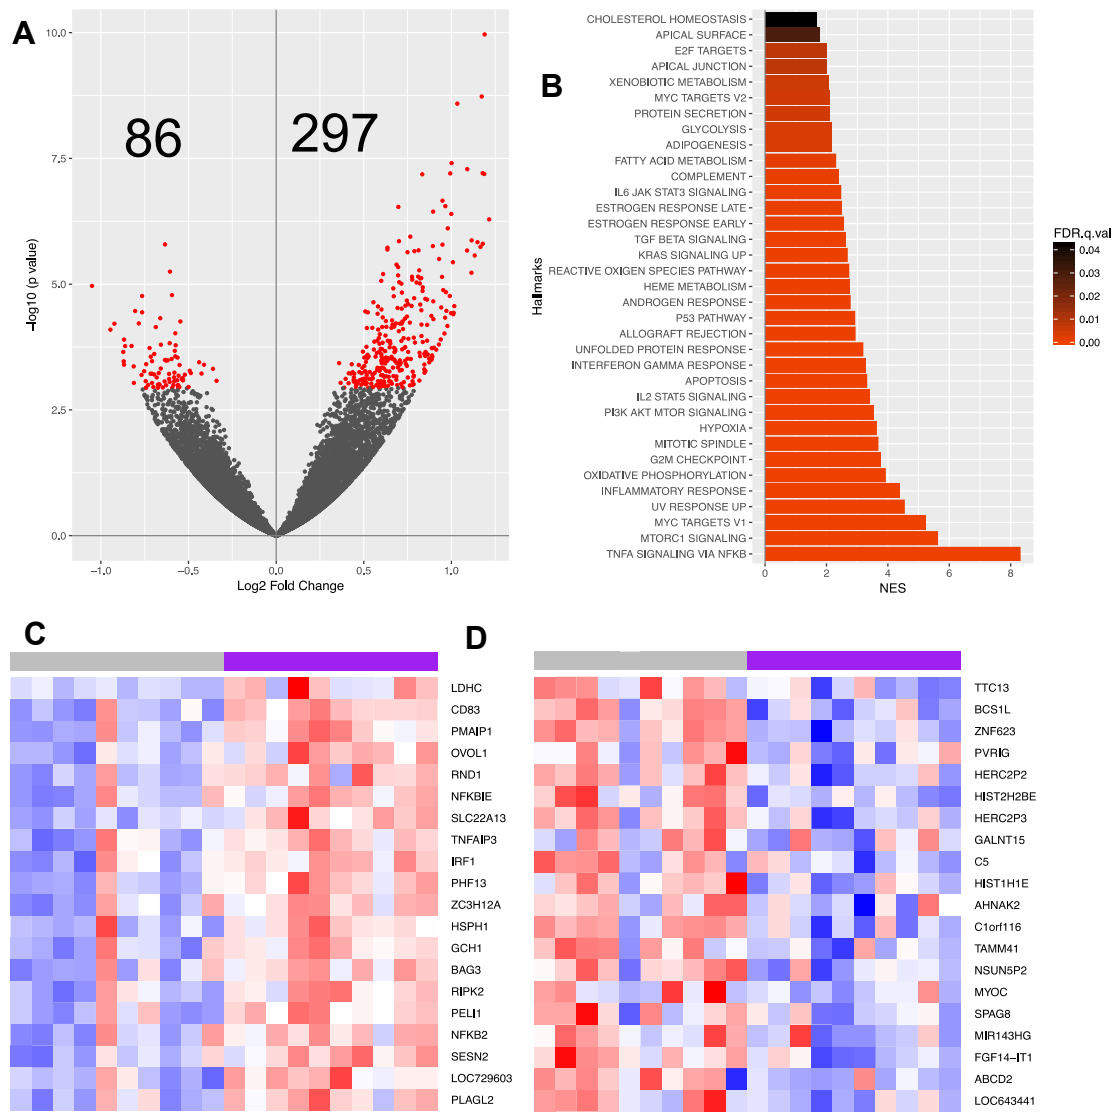 A
10.0
7.5
5.0
2.5
0.0
86
297
−log10 (p value)
−1.0
−0.5
0.0
0.5
1.0
Log2 Fold Change
B
CHOLESTEROL HOMEOSTASIS
APICAL SURFACE
E2F TARGETS
APICAL JUNCTION
XENOBIOTIC METABOLISM
MYC TARGETS V2
PROTEIN SECRETION
GLYCOLYSIS
ADIPOGENESIS
FATTY ACID METABOLISM
COMPLEMENT
IL6 JAK STAT3 SIGNALING
ESTROGEN RESPONSE LATE
ESTROGEN RESPONSE EARLY
TGF BETA SIGNALING
KRAS SIGNALING UP
REACTIVE OXIGEN SPECIES PATHWAY
HEME METABOLISM
ANDROGEN RESPONSE
P53 PATHWAY
ALLOGRAFT REJECTION
UNFOLDED PROTEIN RESPONSE
INTERFERON GAMMA RESPONSE
APOPTOSIS
IL2 STAT5 SIGNALING
PI3K AKT MTOR SIGNALING
HYPOXIA
MITOTIC SPINDLE
G2M CHECKPOINT
OXIDATIVE PHOSPHORYLATION
INFLAMMATORY RESPONSE
UV RESPONSE UP
MYC TARGETS V1
MTORC1 SIGNALING
TNFA SIGNALING VIA NFKB
Hallmarks
0
2
4
6
8
NES
FDR.q.val
0.04
0.03
0.02
0.01
0.00
C
LDHC
CD83
PMAIP1
OVOL1
RND1
NFKBIE
SLC22A13
TNFAIP3
IRF1
PHF13
ZC3H12A
HSPH1
GCH1
BAG3
RIPK2
PELI1
NFKB2
SESN2
LOC729603
PLAGL2
D
TTC13
BCS1L
ZNF623
PVRIG
HERC2P2
HIST2H2BE
HERC2P3
GALNT15
C5
HIST1H1E
AHNAK2
C1orf116
TAMM41
NSUN5P2
MYOC
SPAG8
MIR143HG
FGF14−IT1
ABCD2
LOC643441